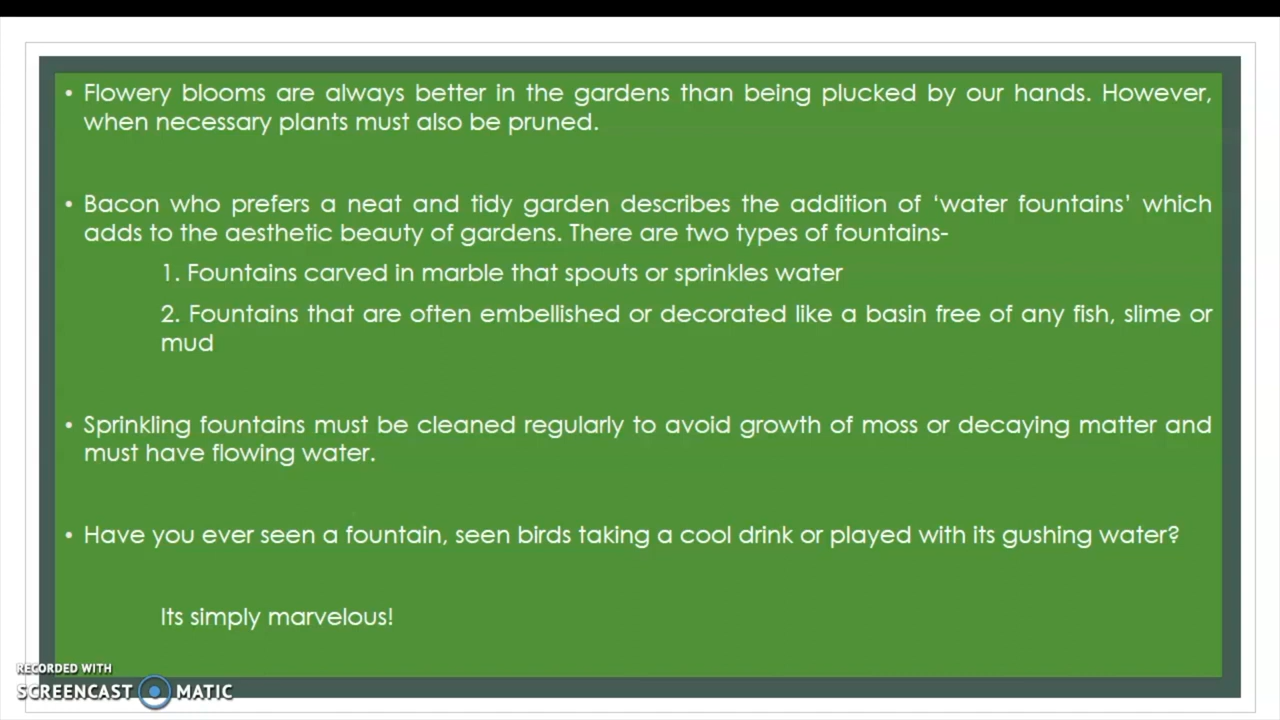 • Flowery blooms are always better in the gardens than being plucked by our hands. However,
when necessary plants must also be pruned.
• Bacon who prefers a neat and tidy garden describes the addition of ‘water fountains’ which
adds to the aesthetic beauty of gardens. There are two types of fountains-
1. Fountains carved in marble that spouts or sprinkles water
2. Fountains that are often embellished or decorated like a basin free of any fish, slime or
mud
• Sprinkling fountains must be cleaned regularly to avoid growth of moss or decaying matter and
must have flowing water.
• Have you ever seen a fountain, seen birds taking a cool drink or played with its gushing water?
Its simply marvelous!
RECORDED WITH
SCREENCAST MATIC